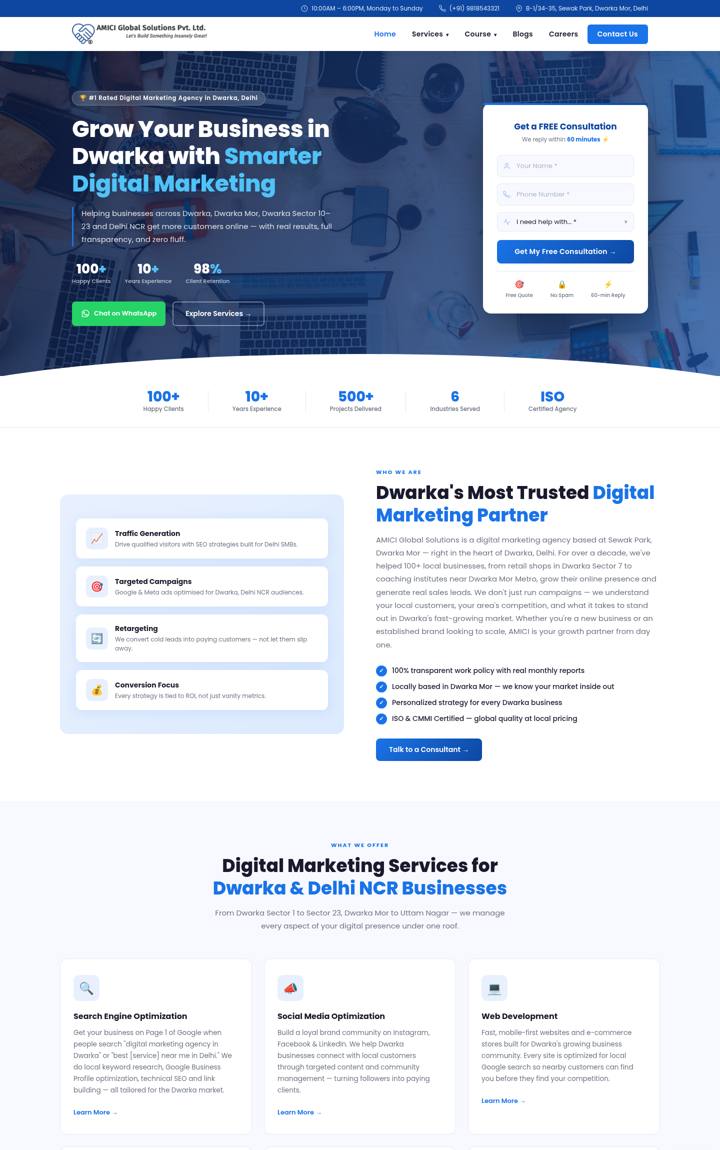 10:00AM – 6:00PM, Monday to Sunday
(+91) 9818543321
B-1/34-35, Sewak Park, Dwarka Mor, Delhi
AMICI Global Solutions Pvt. Ltd.
Let's Build Something Insanely Great!
Home
Services
Course
Blogs
Careers
Contact Us
#1 Rated Digital Marketing Agency in Dwarka, Delhi
Grow Your Business in
Dwarka with Smarter
Digital Marketing
Helping businesses across Dwarka, Dwarka Mor, Dwarka Sector 10–
23 and Delhi NCR get more customers online — with real results, full
transparency, and zero fluff.
100+
Happy Clients
10+
Years Experience
98%
Client Retention
Chat on WhatsApp
Explore Services →
Get a FREE Consultation
We reply within 60 minutes ⚡
Your Name *
Phone Number *
I need help with... *
Get My Free Consultation →
Free Quote
No Spam
60-min Reply
100+
Happy Clients
10+
Years Experience
500+
Projects Delivered
6
Industries Served
ISO
Certified Agency
Traffic Generation
Drive qualified visitors with SEO strategies built for Delhi SMBs.
Targeted Campaigns
Google & Meta ads optimised for Dwarka, Delhi NCR audiences.
Retargeting
We convert cold leads into paying customers — not let them slip
away.
Conversion Focus
Every strategy is tied to ROI, not just vanity metrics.
WHO WE ARE
Dwarka's Most Trusted Digital
Marketing Partner
AMICI Global Solutions is a digital marketing agency based at Sewak Park,
Dwarka Mor — right in the heart of Dwarka, Delhi. For over a decade, we've
helped 100+ local businesses, from retail shops in Dwarka Sector 7 to
coaching institutes near Dwarka Mor Metro, grow their online presence and
generate real sales leads. We don't just run campaigns — we understand
your local customers, your area's competition, and what it takes to stand
out in Dwarka's fast-growing market. Whether you're a new business or an
established brand looking to scale, AMICI is your growth partner from day
one.
100% transparent work policy with real monthly reports
Locally based in Dwarka Mor — we know your market inside out
Personalized strategy for every Dwarka business
ISO & CMMI Certified — global quality at local pricing
Talk to a Consultant →
WHAT WE OFFER
Digital Marketing Services for
Dwarka & Delhi NCR Businesses
From Dwarka Sector 1 to Sector 23, Dwarka Mor to Uttam Nagar — we manage
every aspect of your digital presence under one roof.
Search Engine Optimization
Get your business on Page 1 of Google when
people search "digital marketing agency in
Dwarka" or "best [service] near me in Delhi." We
do local keyword research, Google Business
Profile optimization, technical SEO and link
building — all tailored for the Dwarka market.
Learn More →
Social Media Optimization
Build a loyal brand community on Instagram,
Facebook & LinkedIn. We help Dwarka
businesses connect with local customers
through targeted content and community
management — turning followers into paying
clients.
Learn More →
Web Development
Fast, mobile-first websites and e-commerce
stores built for Dwarka's growing business
community. Every site is optimized for local
Google search so nearby customers can find
you before they find your competition.
Learn More →